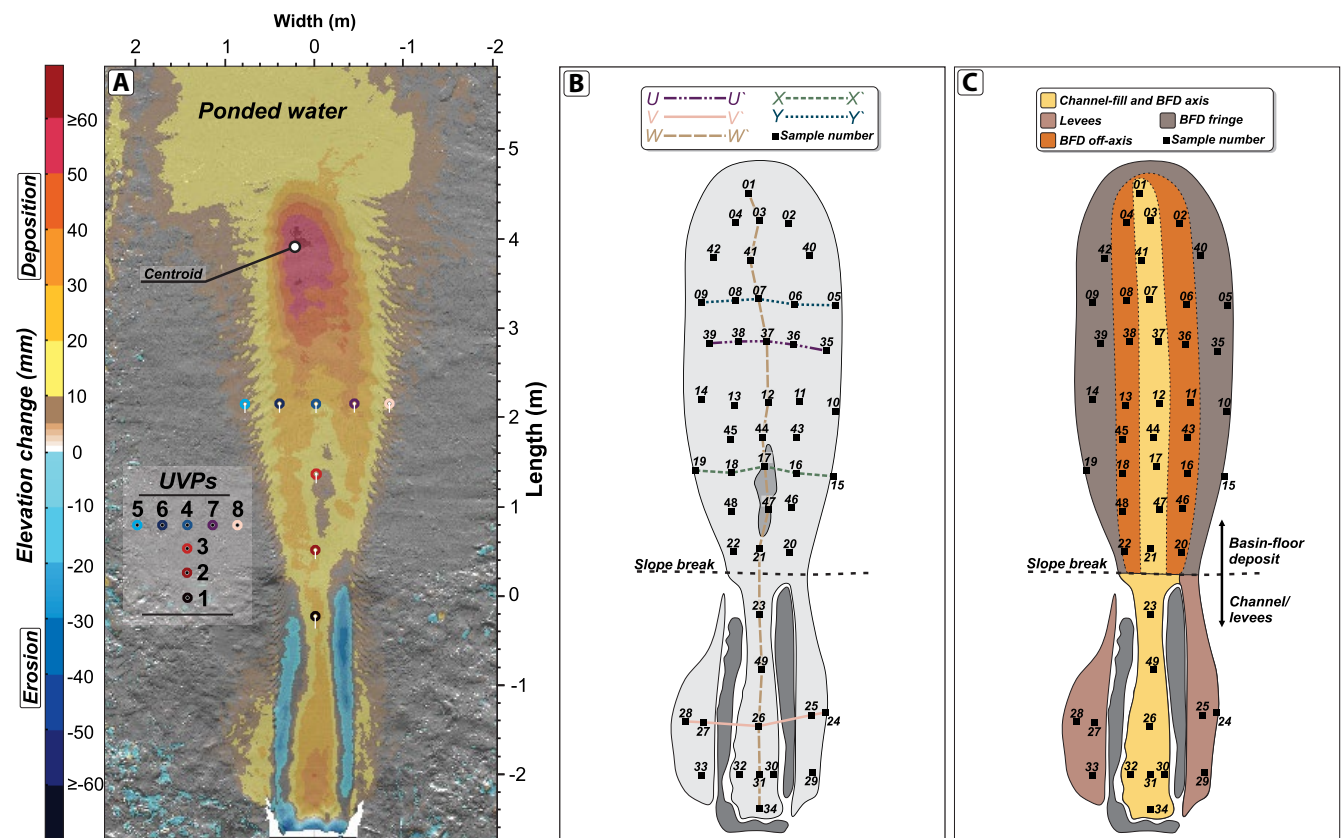 Width (m)
2 1 0 -1 -2
A
Ponded water
Centroid
Deposition
Elevation change (mm)
Erosion
≥60
50
40
30
20
10
0
-10
-20
-30
-40
-50
≥-60
Length (m)
5
4
3
2
1
0
-1
-2
UVPs
5 6 4 7 8
3
2
1
B
U U` X X`
V V` Y Y`
W W` Sample number
01
04 03 02
42 41 40
09 08 07 06 05
39 38 37 36 35
14 13 12 11 10
45 44 43
19 18 17 16 15
48 47 46
22 21 20
Slope break
23
49
28 27 26 25 24
33 32 31 30 29
34
C
Channel-fill and BFD axis
Levees BFD fringe
BFD off-axis Sample number
01
04 03 02
42 41 40
09 08 07 06 05
39 38 37 36 35
14 13 12 11 10
45 44 43
19 18 17 16 15
48 47 46
22 21 20
Basin-floor
deposit
Slope break
Channel/
levees
23
49
28 27 26 25 24
33 32 31 30 29
34